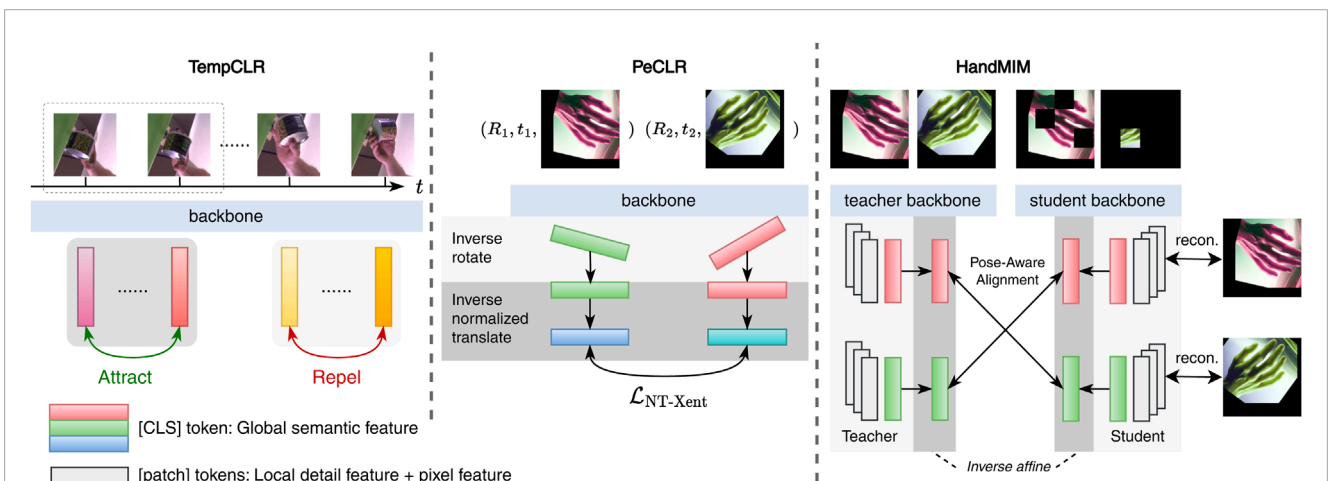 TempCLR
t
backbone
Attract
Repel
[CLS] token: Global semantic feature
[patch] tokens: Local detail feature + pixel feature
PeCLR
(R₁, t₁, ) (R₂, t₂, )
backbone
Inverse
rotate
Inverse
normalized
translate
ℒNT-Xent
HandMIM
teacher backbone
student backbone
Pose-Aware
Alignment
recon.
recon.
Teacher
Student
Inverse affine